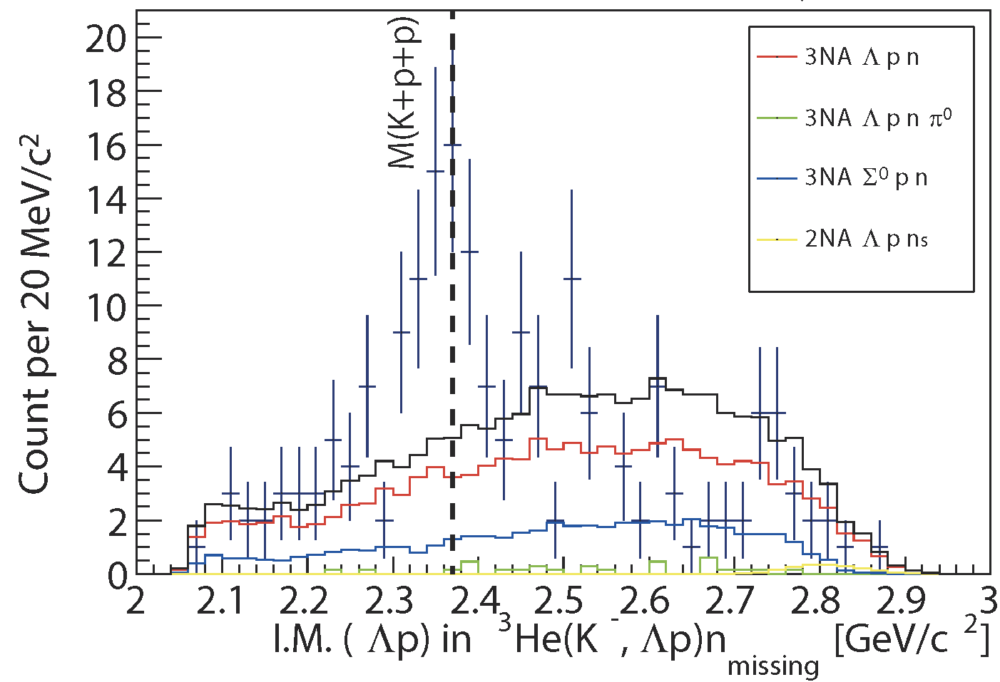 Count per 20 MeV/c²
20
18
16
14
12
10
8
6
4
2
0
M(K+p+p)
3NA Λ p n
3NA Λ p n π⁰
3NA Σ⁰ p n
2NA Λ p nₛ
2 2.1 2.2 2.3 2.4 2.5 2.6 2.7 2.8 2.9 3
I.M. ( Λp) in ³He(K⁻, Λp)n missing [GeV/c ²]